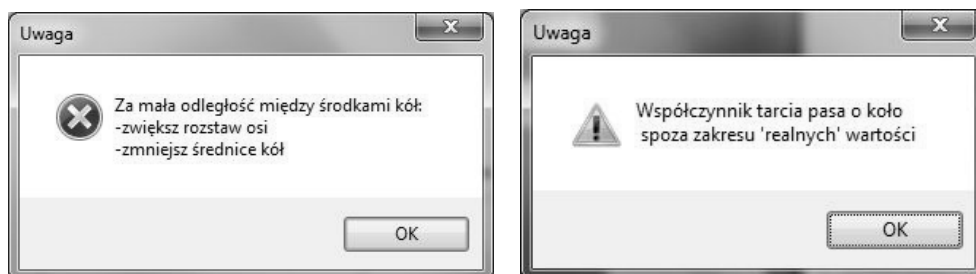 Uwaga
Za mała odległość między środkami kół:
-zwiększ rozstaw osi
-zmniejsz średnice kół
OK
Uwaga
Współczynnik tarcia pasa o koło
spoza zakresu 'realnych' wartości
OK